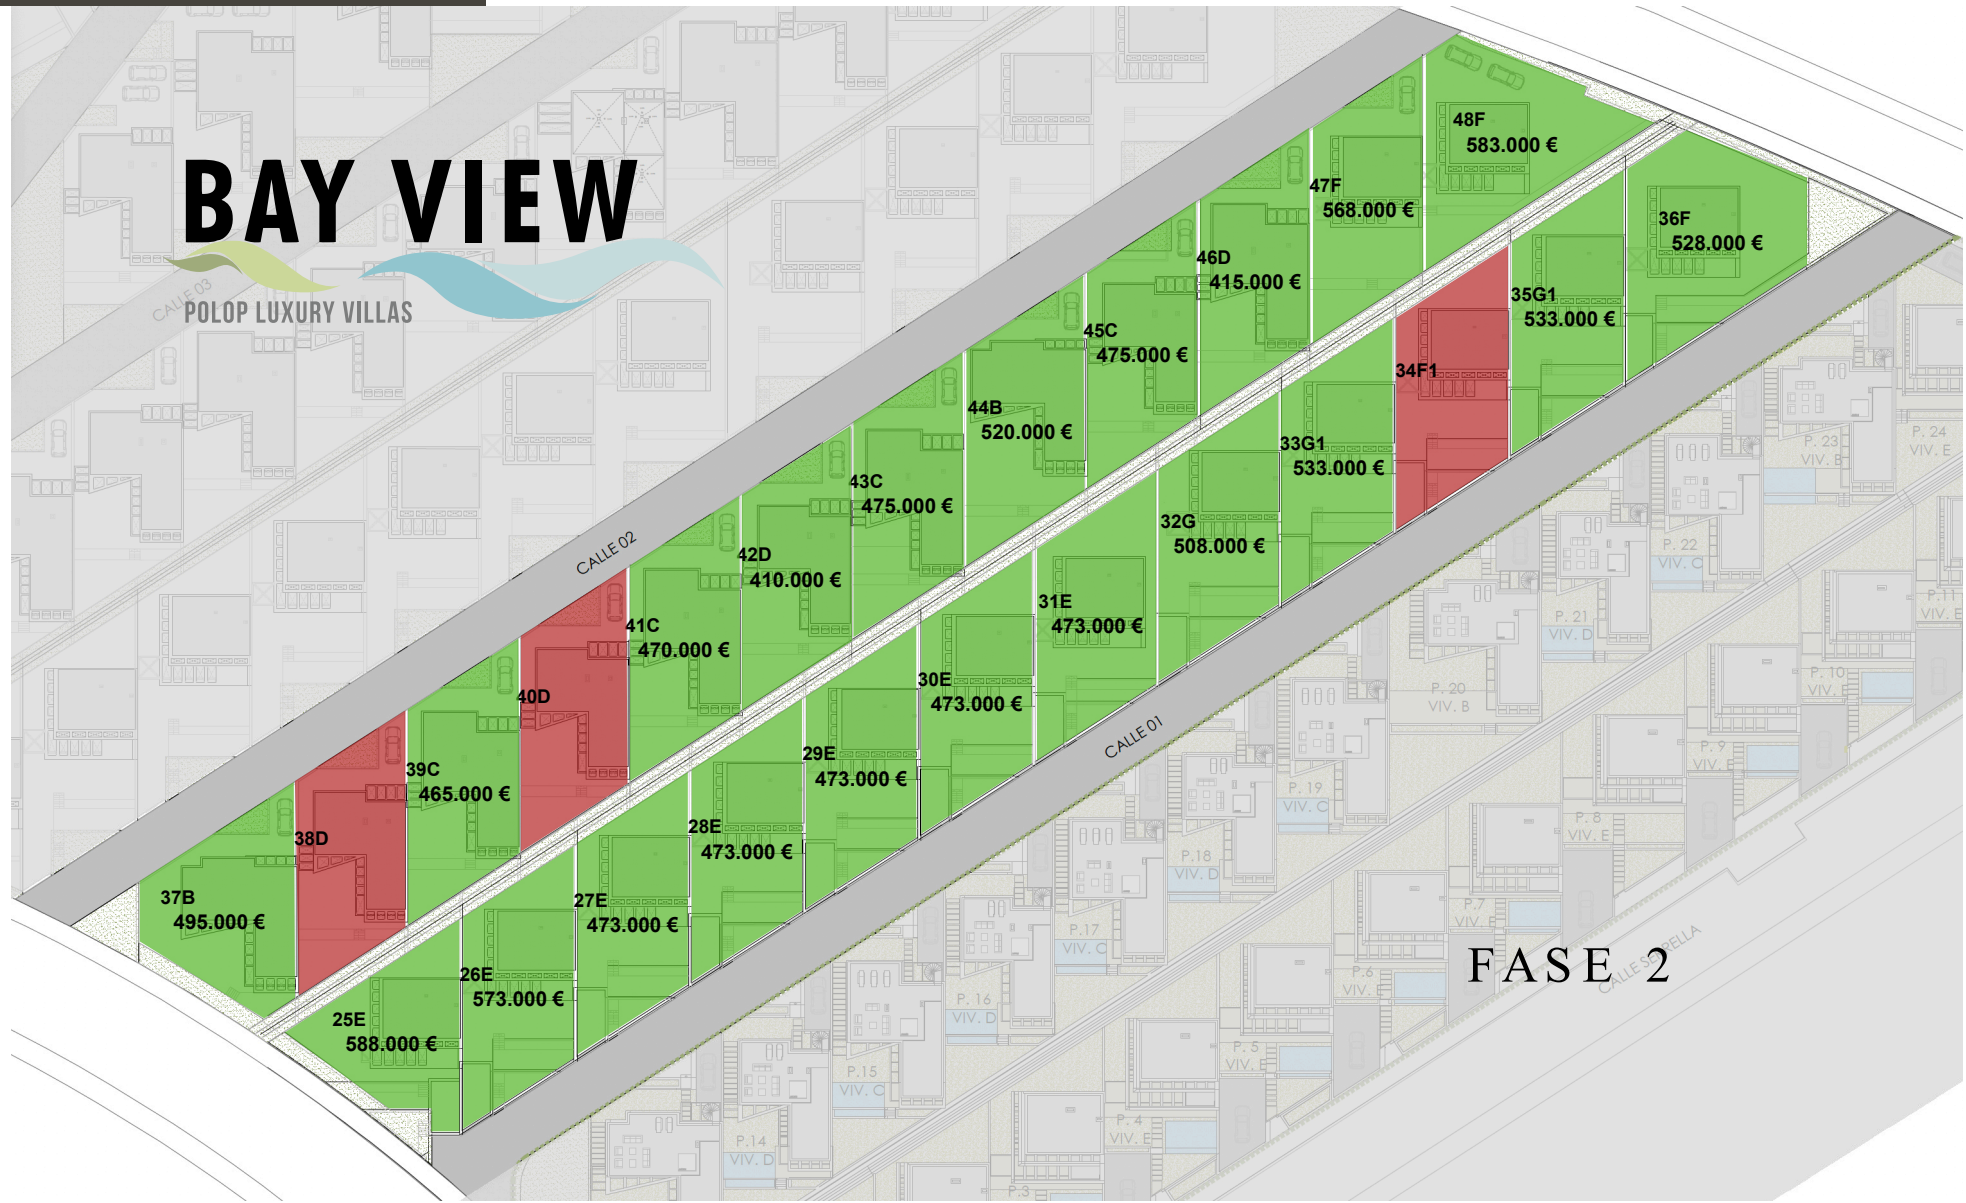 BAY VIEW
POLOP LUXURY VILLAS
CALLE 03
CALLE 02
CALLE 01
48F
583.000 €
47F
568.000 €
46D
415.000 €
45C
475.000 €
44B
520.000 €
43C
475.000 €
42D
410.000 €
41C
470.000 €
40D
39C
465.000 €
38D
37B
495.000 €
36F
528.000 €
35G1
533.000 €
34F1
33G1
533.000 €
32G
508.000 €
31E
473.000 €
30E
473.000 €
29E
473.000 €
28E
473.000 €
27E
473.000 €
26E
573.000 €
25E
588.000 €
P. 24
VIV. E
P. 23
VIV. B
P. 22
VIV. C
P. 21
VIV. D
P. 20
VIV. B
P. 19
VIV. C
P.18
VIV. D
P.17
VIV. C
P. 16
VIV. D
P.15
VIV. C
P.14
VIV. D
P.11
VIV. E
P. 10
VIV. E
P. 9
VIV. E
P. 8
VIV. E
P.7
VIV. E
P.6
VIV. E
P. 5
VIV. E
P. 4
VIV. E
P.3
FASE 2